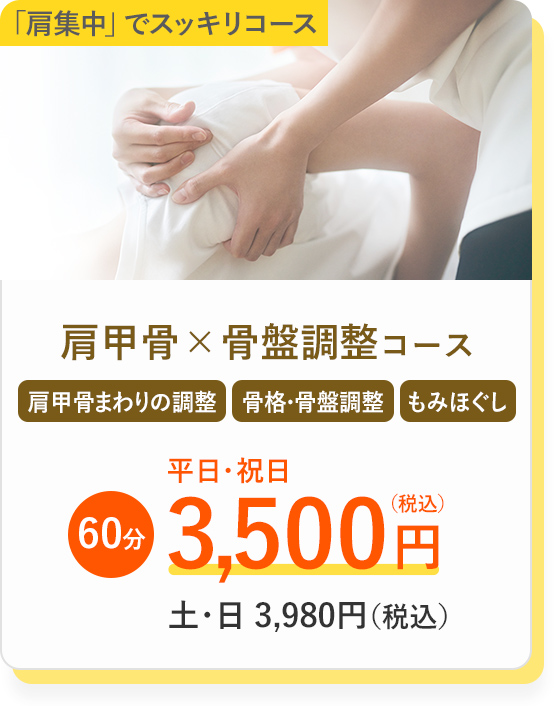 「肩集中」でスッキリコース
肩甲骨×骨盤調整コース
肩甲骨まわりの調整 骨格・骨盤調整 もみほぐし
平日・祝日
60分 3,500円（税込）
土・日 3,980円（税込）